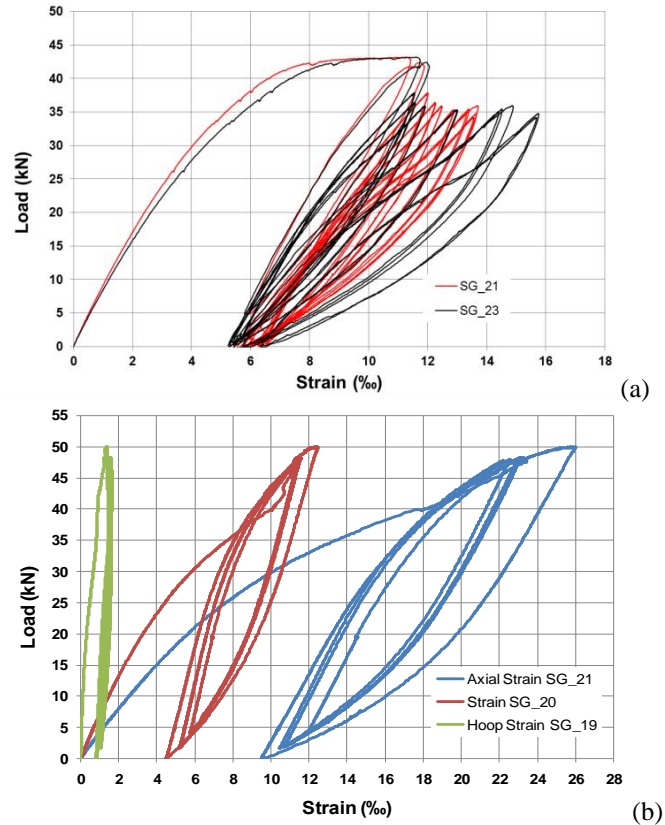 45
40
35
30
25
20
15
10
5
0
Load (kN)
SG_21
SG_23
0 2 4 6 8 10 12 14 16 18
Strain (‰)
(a)
55
50
45
40
35
30
25
20
15
10
5
0
Load (kN)
Axial Strain SG_21
Strain SG_20
Hoop Strain SG_19
0 2 4 6 8 10 12 14 16 18 20 22 24 26 28
Strain (‰)
(b)